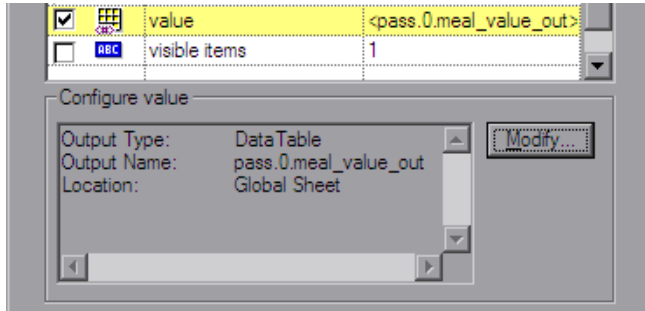 value <pass.0.meal_value_out>
ABC visible items 1
Configure value
Output Type: DataTable
Output Name: pass.0.meal_value_out
Location: Global Sheet
Modify...